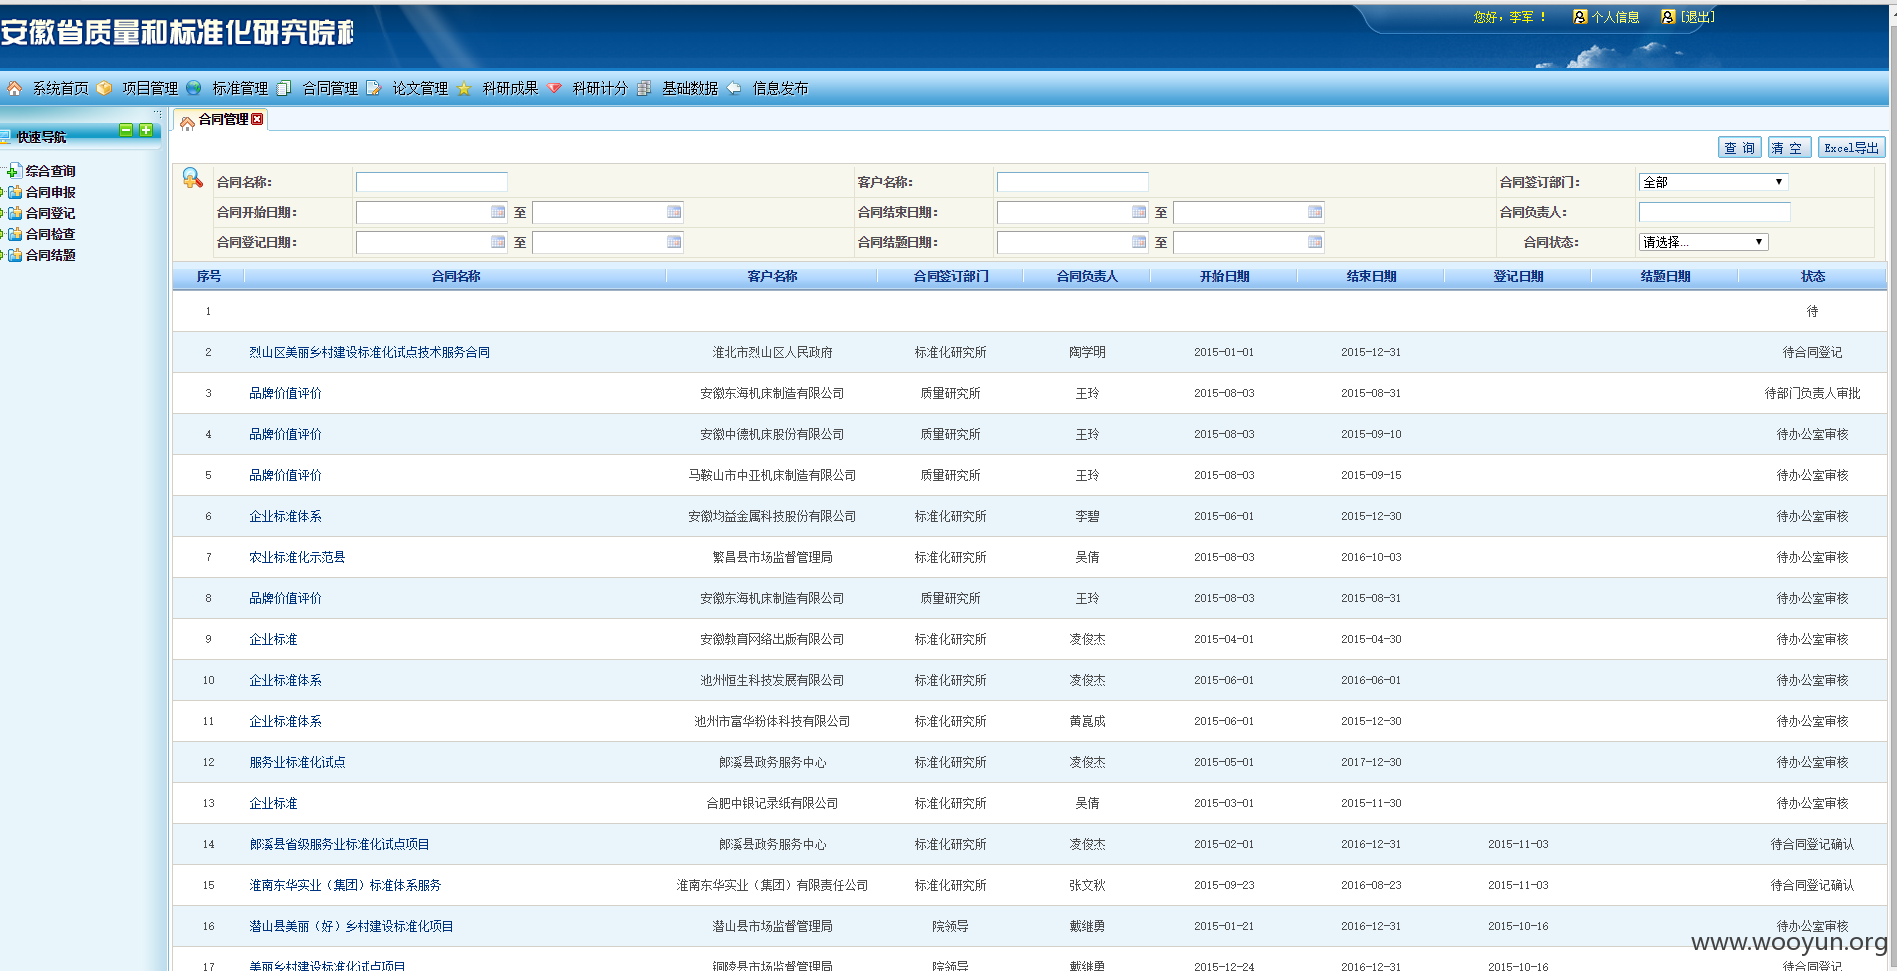 安徽省质量和标准化研究院科
您好，李军 ！ 个人信息 [退出]
系统首页 项目管理 标准管理 合同管理 论文管理 科研成果 科研计分 基础数据 信息发布
快速导航
综合查询
合同申报
合同登记
合同检查
合同结题
合同管理
查 询 清 空 Excel导出
合同名称： 客户名称： 合同签订部门： 全部
合同开始日期： 至 合同结束日期： 至 合同负责人：
合同登记日期： 至 合同结题日期： 至 合同状态： 请选择...
序号 合同名称 客户名称 合同签订部门 合同负责人 开始日期 结束日期 登记日期 结题日期 状态
1 待
2 烈山区美丽乡村建设标准化试点技术服务合同 淮北市烈山区人民政府 标准化研究所 陶学明 2015-01-01 2015-12-31 待合同登记
3 品牌价值评价 安徽东海机床制造有限公司 质量研究所 王玲 2015-08-03 2015-08-31 待部门负责人审批
4 品牌价值评价 安徽中德机床股份有限公司 质量研究所 王玲 2015-08-03 2015-09-10 待办公室审核
5 品牌价值评价 马鞍山市中亚机床制造有限公司 质量研究所 王玲 2015-08-03 2015-09-15 待办公室审核
6 企业标准体系 安徽均益金属科技股份有限公司 标准化研究所 李碧 2015-06-01 2015-12-30 待办公室审核
7 农业标准化示范县 繁昌县市场监督管理局 标准化研究所 吴倩 2015-08-03 2016-10-03 待办公室审核
8 品牌价值评价 安徽东海机床制造有限公司 质量研究所 王玲 2015-08-03 2015-08-31 待办公室审核
9 企业标准 安徽教育网络出版有限公司 标准化研究所 凌俊杰 2015-04-01 2015-04-30 待办公室审核
10 企业标准体系 池州恒生科技发展有限公司 标准化研究所 凌俊杰 2015-06-01 2016-06-01 待办公室审核
11 企业标准体系 池州市富华粉体科技有限公司 标准化研究所 黄崑成 2015-06-01 2015-12-30 待办公室审核
12 服务业标准化试点 郎溪县政务服务中心 标准化研究所 凌俊杰 2015-05-01 2017-12-30 待办公室审核
13 企业标准 合肥中银记录纸有限公司 标准化研究所 吴倩 2015-03-01 2015-11-30 待办公室审核
14 郎溪县省级服务业标准化试点项目 郎溪县政务服务中心 标准化研究所 凌俊杰 2015-02-01 2016-12-31 2015-11-03 待合同登记确认
15 淮南东华实业（集团）标准体系服务 淮南东华实业（集团）有限责任公司 标准化研究所 张文秋 2015-09-23 2016-08-23 2015-11-03 待合同登记确认
16 潜山县美丽（好）乡村建设标准化项目 潜山县市场监督管理局 院领导 戴继勇 2015-01-21 2016-12-31 2015-10-16 待办公室审核
17 美丽乡村建设标准化试点项目 铜陵县市场监督管理局 院领导 戴继勇 2015-12-24 2016-12-31 2015-10-16 待合同登记
www.wooyun.org